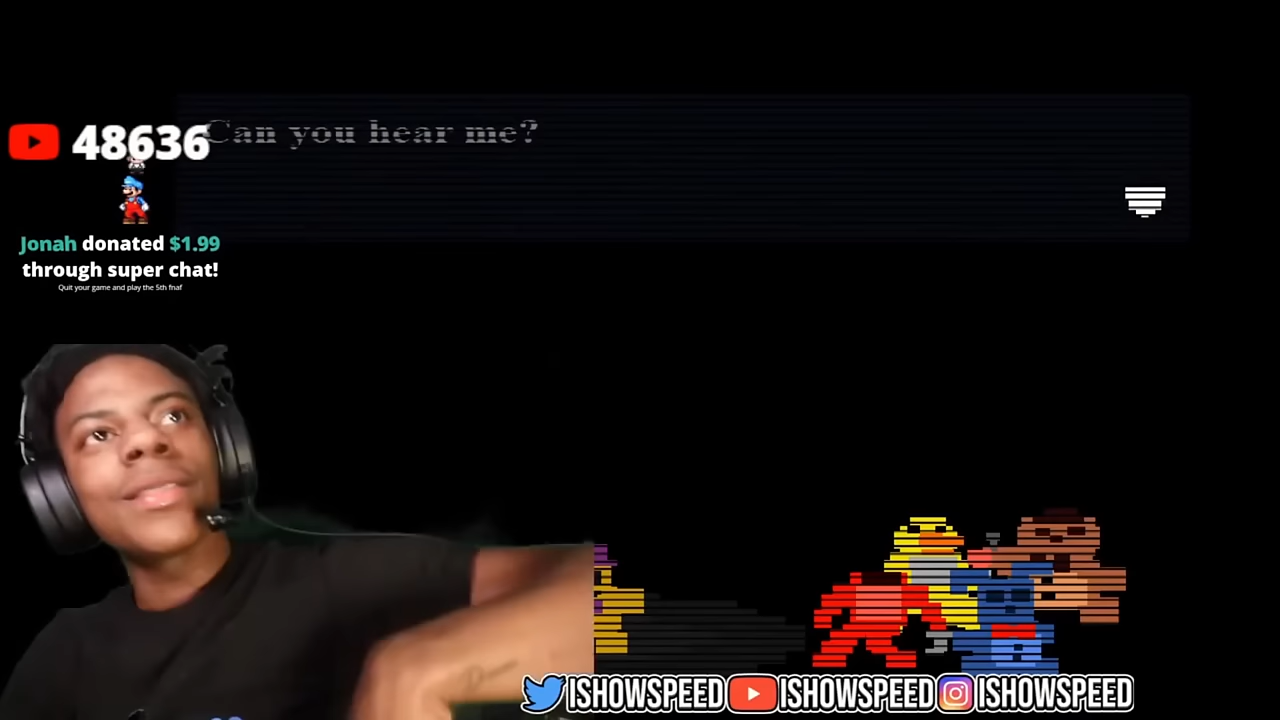 Can you hear me?
48636
Jonah donated $1.99
through super chat!
Quit your game and play the 5th fnaf
ISHOWSPEED ISHOWSPEED ISHOWSPEED